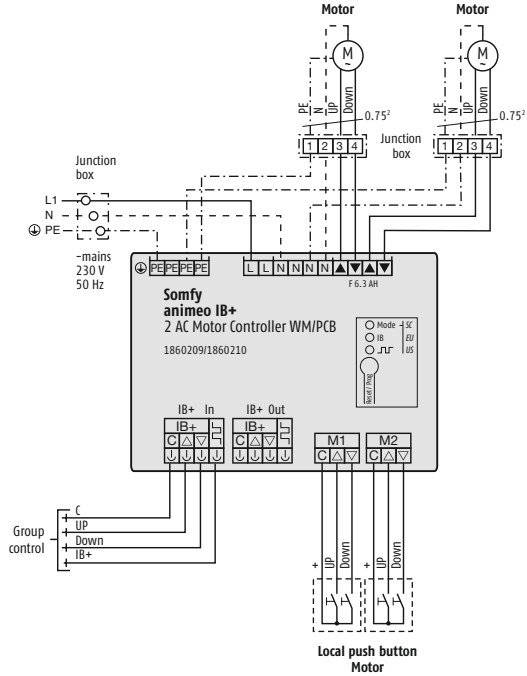 Motor Motor
M ~ M ~
PE N UP Down PE N UP Down
0.75² 0.75²
1 2 3 4 Junction box 1 2 3 4
Junction
box
L1
N
PE
~mains
230 V
50 Hz
PE PE PE PE L L N N N N ▲ ▼ ▲ ▼
F 6.3 AH
Somfy
animeo IB+
2 AC Motor Controller WM/PCB
1860209/1860210
Mode SC
IB EU
US
Reset / Prog
IB+ In IB+ Out
IB+ IB+ M1 M2
C △ ▽ C △ ▽ C △ ▽ C △ ▽
Group
control
C
UP
Down
IB+
+ UP Down + UP Down
Local push button
Motor